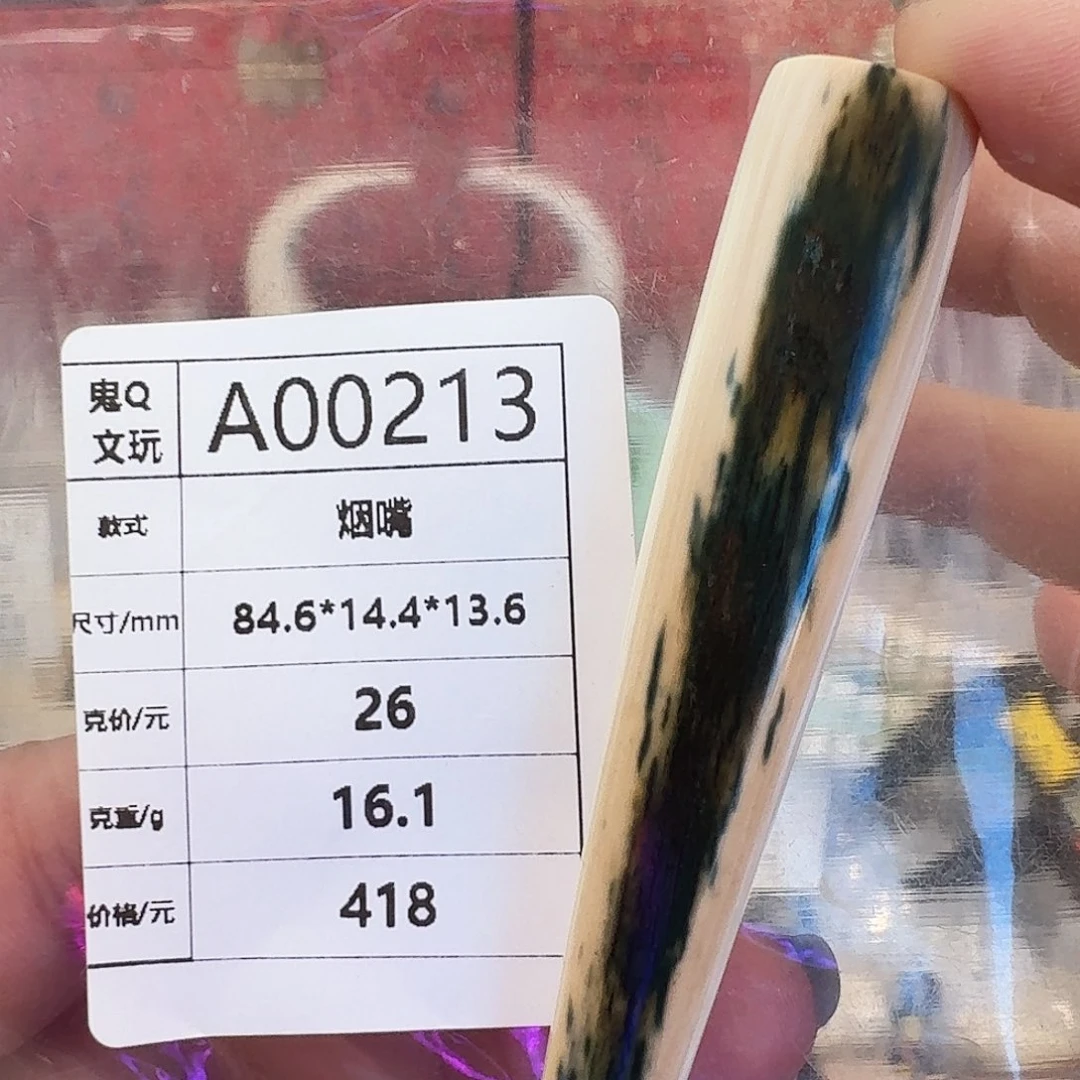 鬼Q
文玩
A00213
款式
烟嘴
尺寸/mm
84.6*14.4*13.6
克价/元
26
克重/g
16.1
价格/元
418